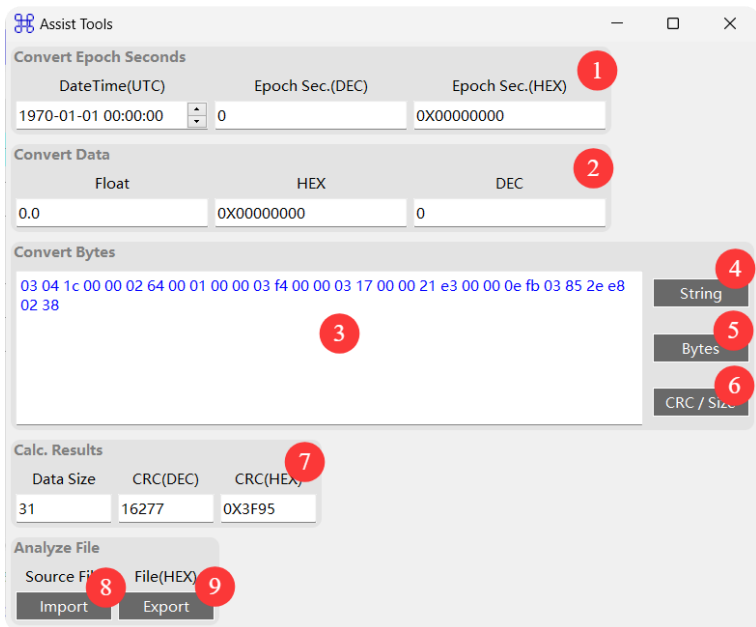 Assist Tools
Convert Epoch Seconds
1
DateTime(UTC) Epoch Sec.(DEC) Epoch Sec.(HEX)
1970-01-01 00:00:00 0 0X00000000
Convert Data
2
Float HEX DEC
0.0 0X00000000 0
Convert Bytes
4
03 04 1c 00 00 02 64 00 01 00 00 03 f4 00 00 03 17 00 00 21 e3 00 00 0e fb 03 85 2e e8
02 38
String
3
5
Bytes
6
CRC / Size
Calc. Results
7
Data Size CRC(DEC) CRC(HEX)
31 16277 0X3F95
Analyze File
Source Fil File(HEX)
8 9
Import Export